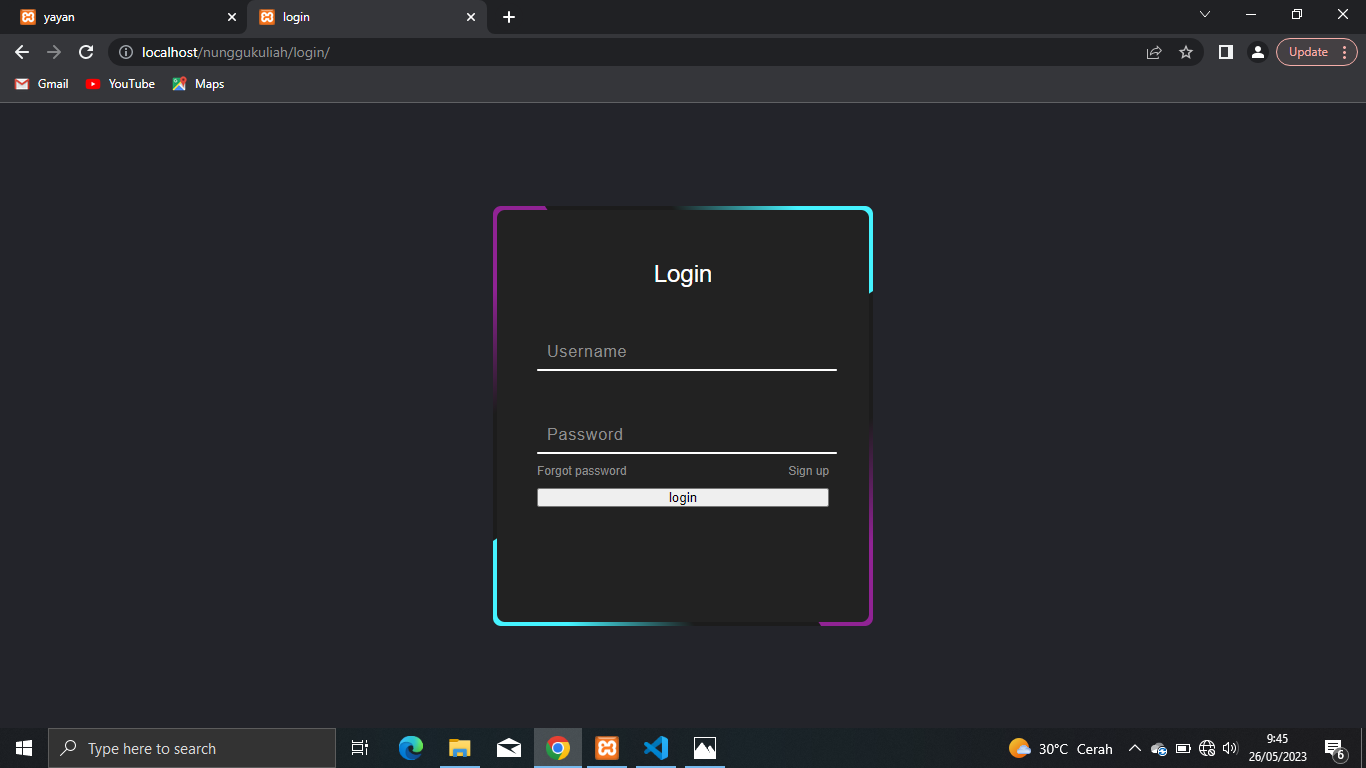 yayan
login
localhost/nunggukuliah/login/
Update
Gmail
YouTube
Maps
Login
Username
Password
Forgot password
Sign up
login
Type here to search
30°C Cerah
9:45
26/05/2023
6